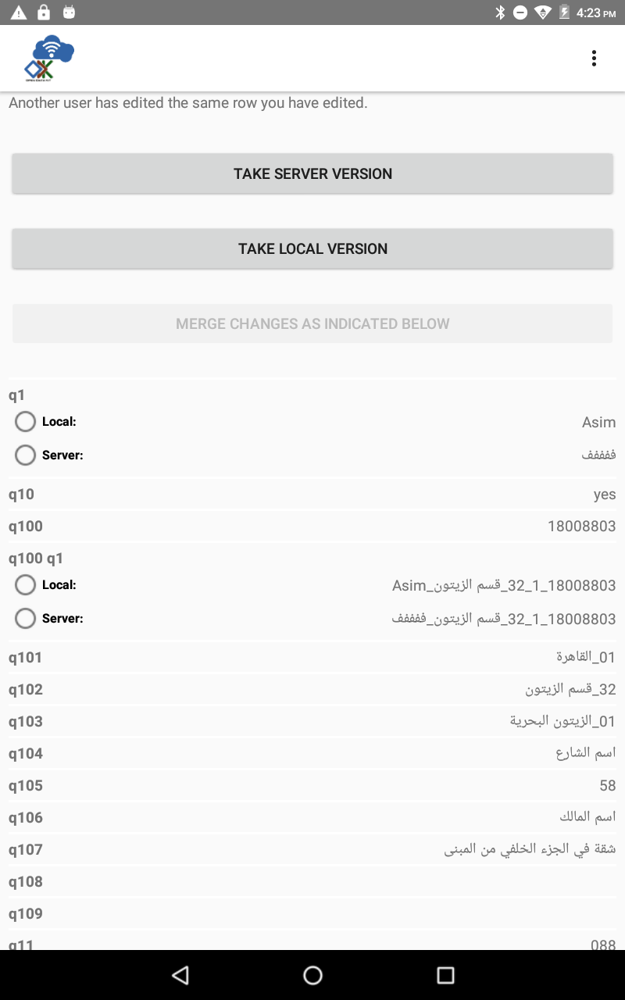 4:23 PM
Another user has edited the same row you have edited.
TAKE SERVER VERSION
TAKE LOCAL VERSION
MERGE CHANGES AS INDICATED BELOW
q1
Local: Asim
Server: ففففف
q10 yes
q100 18008803
q100 q1
Local: 18008803_1_32_قسم الزيتون_Asim
Server: 18008803_1_32_قسم الزيتون_ففففف
q101 01_القاهرة
q102 32_قسم الزيتون
q103 01_الزيتون البحرية
q104 اسم الشارع
q105 58
q106 اسم المالك
q107 شقة في الجزء الخلفي من المبنى
q108
q109
q11 088